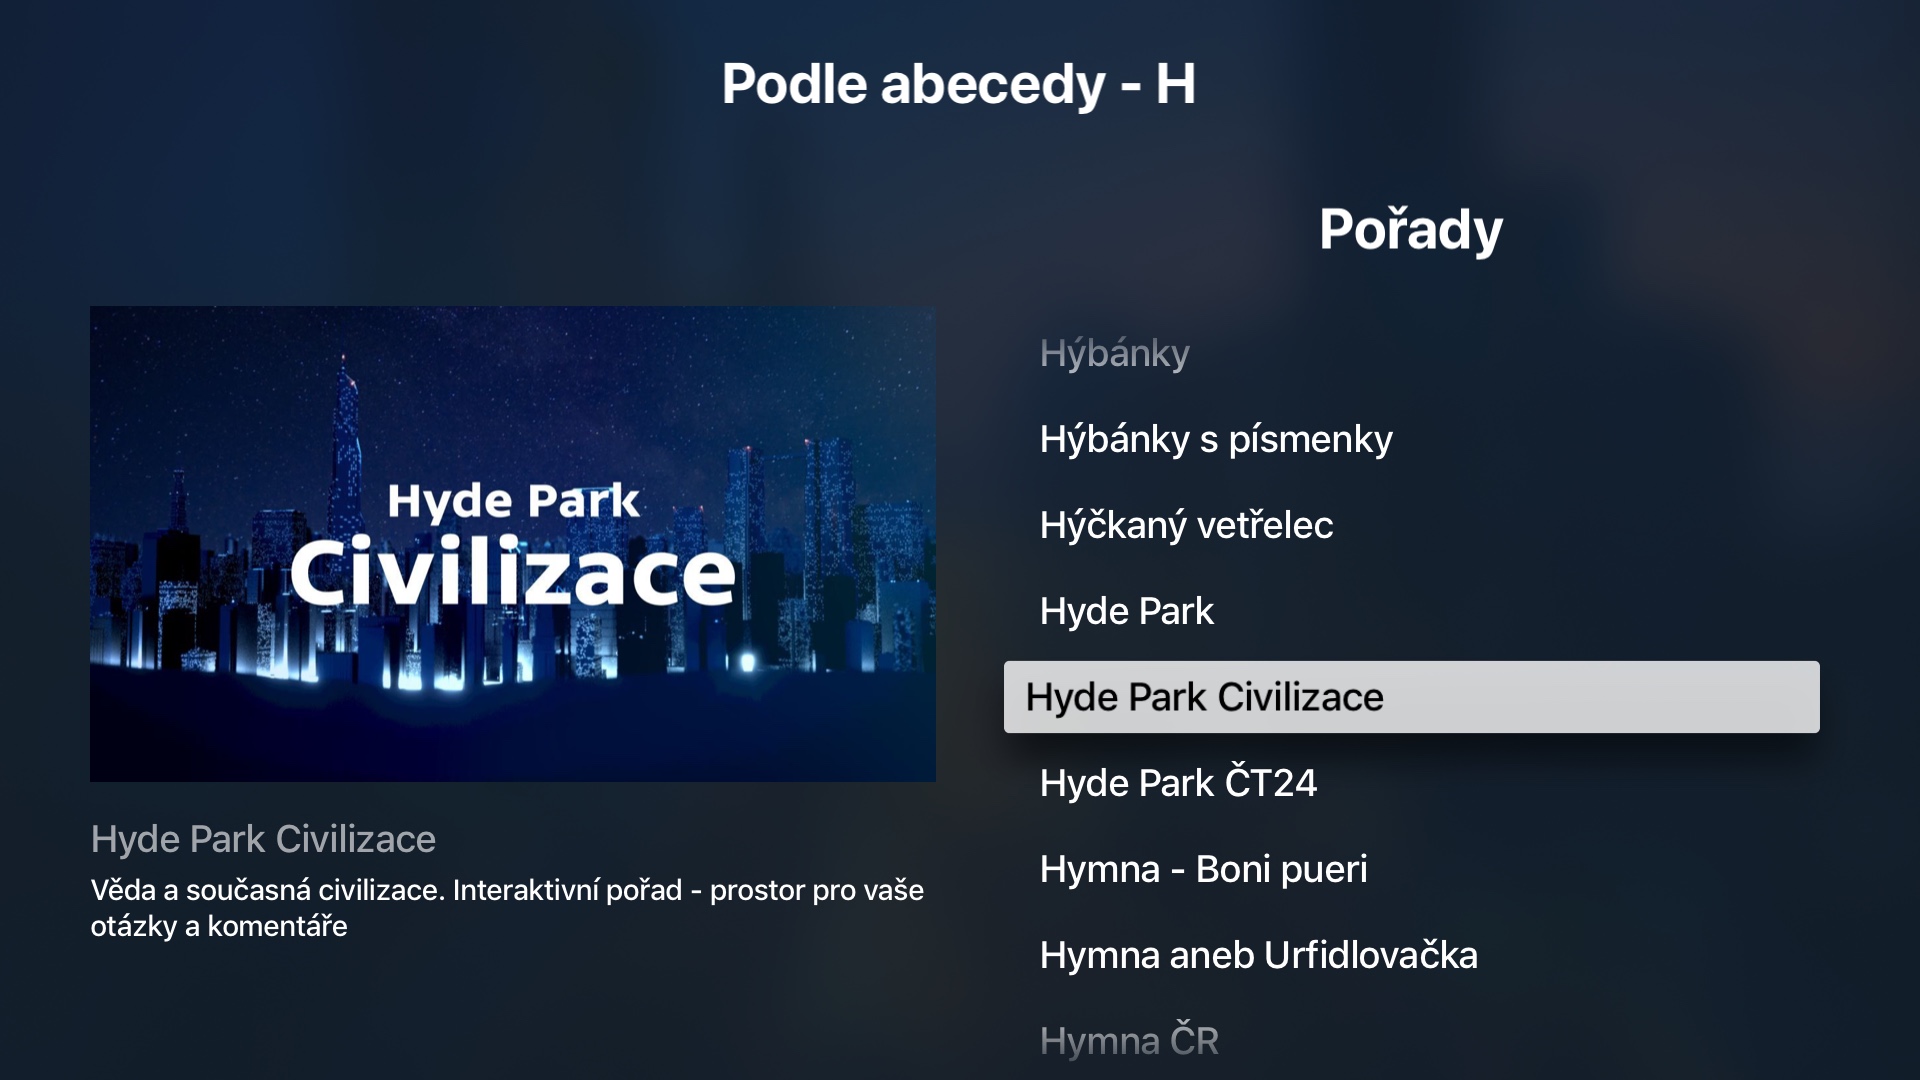 Podle abecedy - H
Pořady
Hyde Park
Civilizace
Hyde Park Civilizace
Věda a současná civilizace. Interaktivní pořad - prostor pro vaše
otázky a komentáře
Hýbánky
Hýbánky s písmenky
Hýčkaný vetřelec
Hyde Park
Hyde Park Civilizace
Hyde Park ČT24
Hymna - Boni pueri
Hymna aneb Urfidlovačka
Hymna ČR